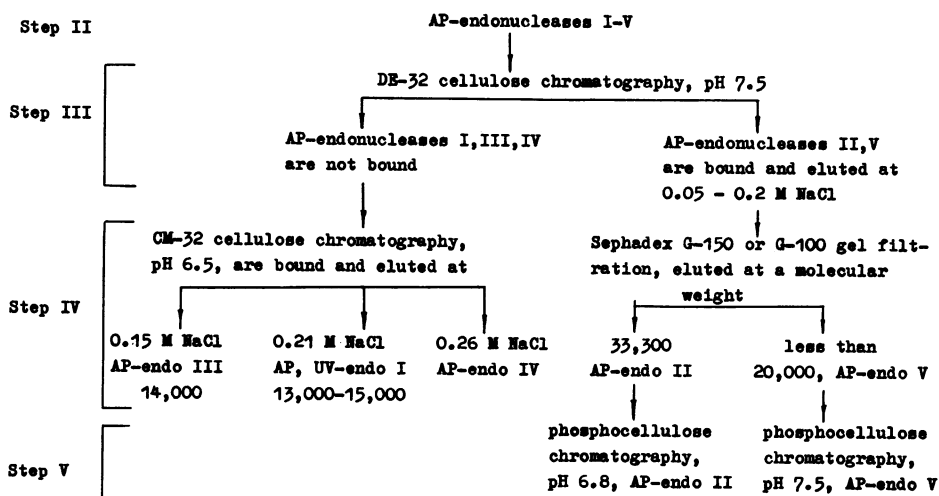 Step II
AP-endonucleases I-V
DE-32 cellulose chromatography, pH 7.5
Step III
AP-endonucleases I,III,IV
are not bound
AP-endonucleases II,V
are bound and eluted at
0.05 - 0.2 M NaCl
CM-32 cellulose chromatography,
pH 6.5, are bound and eluted at
Sephadex G-150 or G-100 gel filt-
ration, eluted at a molecular
weight
Step IV
0.15 M NaCl
AP-endo III
14,000
0.21 M NaCl
AP, UV-endo I
13,000-15,000
0.26 M NaCl
AP-endo IV
33,300
AP-endo II
less than
20,000, AP-endo V
Step V
phosphocellulose
chromatography,
pH 6.8, AP-endo II
phosphocellulose
chromatography,
pH 7.5, AP-endo V